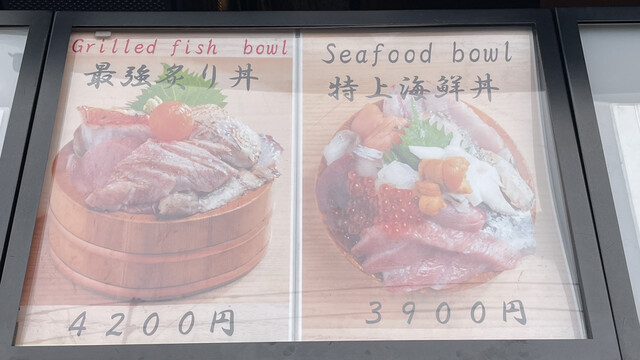 Grilled fish bowl
最強炙り丼
4200円
Seafood bowl
特上海鮮丼
3900円